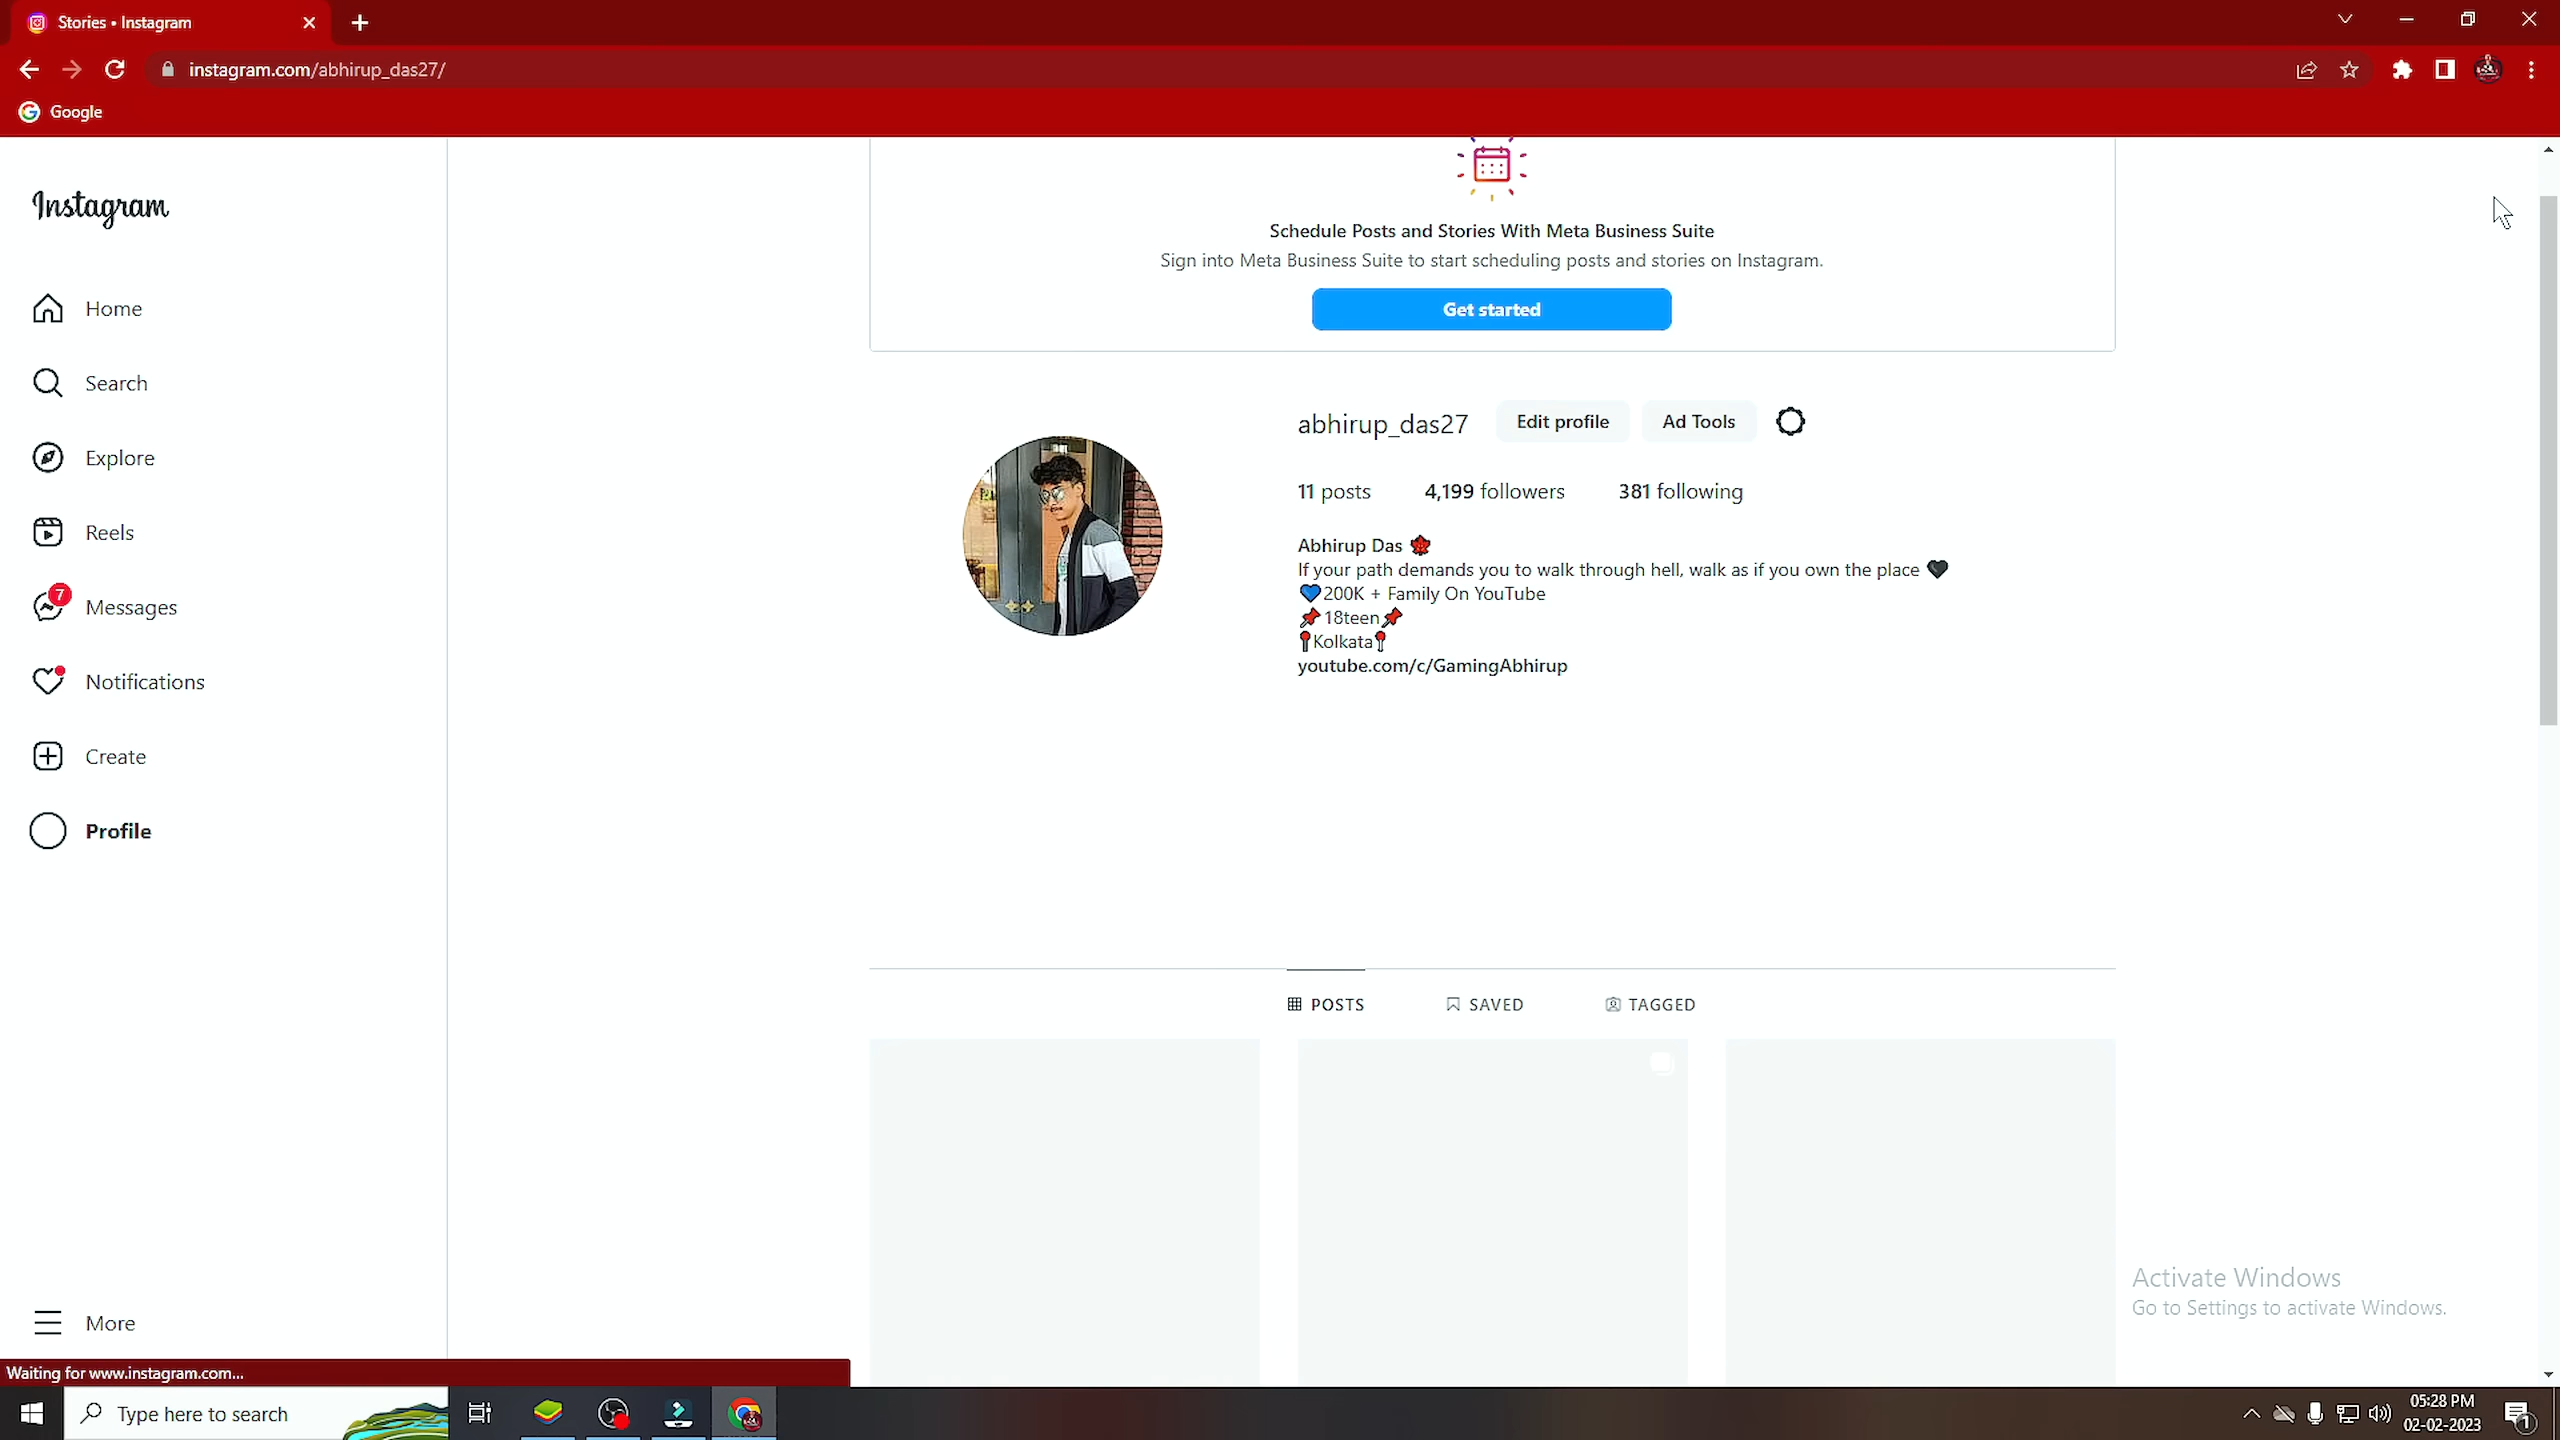 Stories • Instagram
instagram.com/abhirup_das27/
Google
Instagram
Home
Search
Explore
Reels
7
Messages
Notifications
Create
Profile
More
Schedule Posts and Stories With Meta Business Suite
Sign into Meta Business Suite to start scheduling posts and stories on Instagram.
Get started
abhirup_das27 Edit profile Ad Tools
11 posts 4,199 followers 381 following
Abhirup Das 🍁
If your path demands you to walk through hell, walk as if you own the place 🖤
💙200K + Family On YouTube
📌18teen📌
📍Kolkata📍
youtube.com/c/GamingAbhirup
POSTS SAVED TAGGED
Activate Windows
Go to Settings to activate Windows.
Waiting for www.instagram.com...
Type here to search
05:28 PM
02-02-2023
1